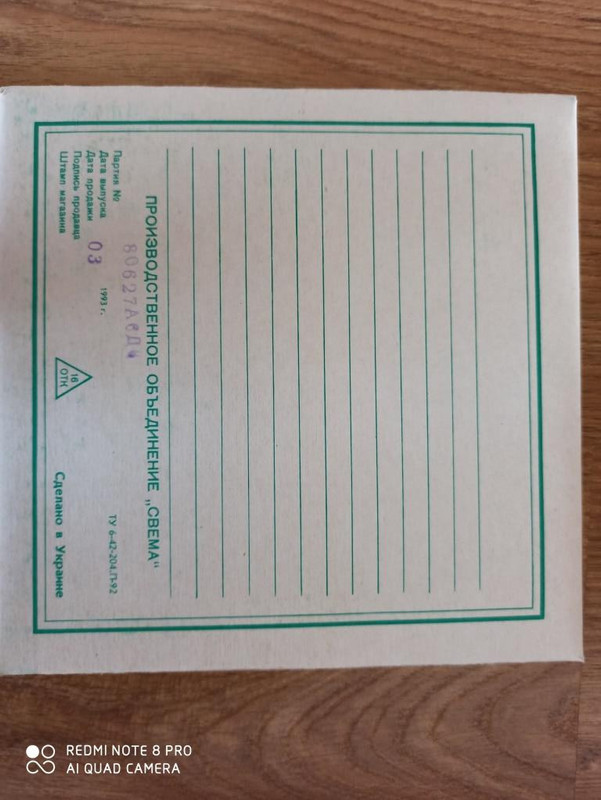 ПРОИЗВОДСТВЕННОЕ ОБЪЕДИНЕНИЕ „СВЕМА“
Партия № 80627А6Д4
Дата выпуска 03 1993 г.
Дата продажи
Подпись продавца
Штамп магазина
16
ОТК
ТУ 6-42-204.П-92
Сделано в Украине
REDMI NOTE 8 PRO
AI QUAD CAMERA